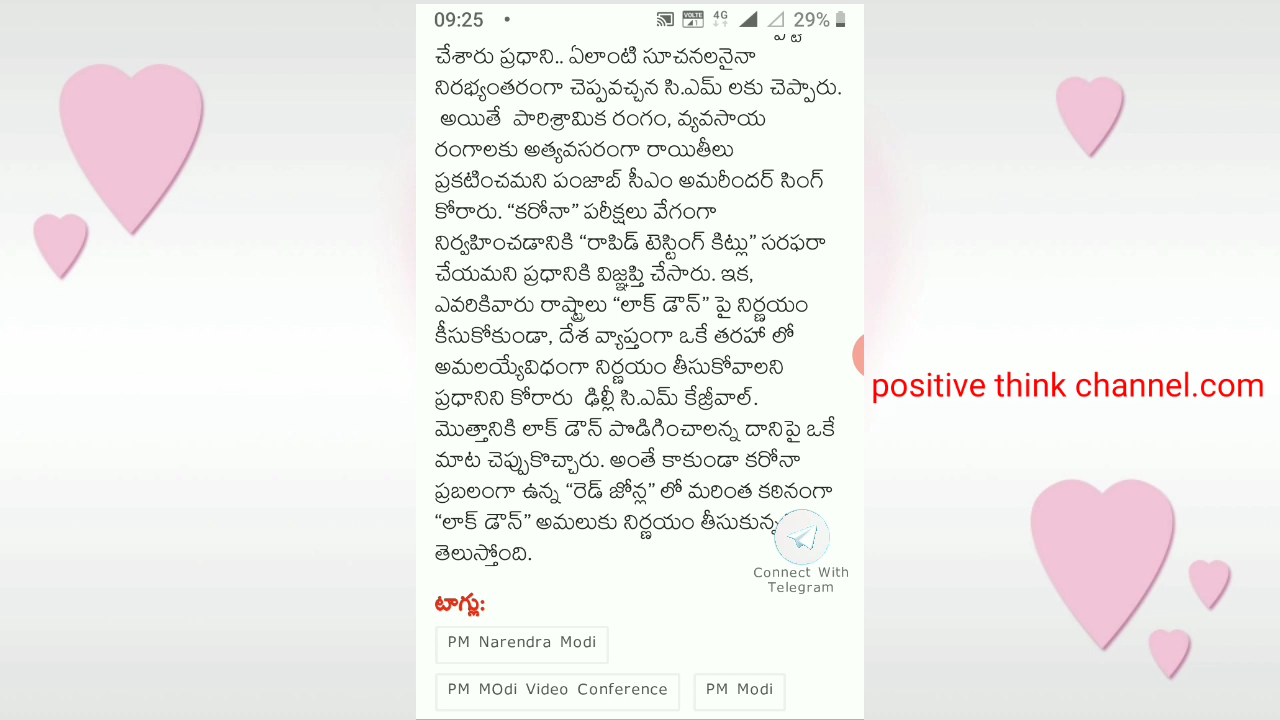 09:25
VOLTE
4G
29%
చేశారు ప్రధాని.. ఏలాంటి సూచనలనైనా
నిరభ్యంతరంగా చెప్పవచ్చన సి.ఎమ్ లకు చెప్పారు.
అయితే పారిశ్రామిక రంగం, వ్యవసాయ
రంగాలకు అత్యవసరంగా రాయితీలు
ప్రకటించమని పంజాబ్ సీఎం అమరీందర్ సింగ్
కోరారు. “కరోనా” పరీక్షలు వేగంగా
నిర్వహించడానికి “రాపిడ్ టెస్టింగ్ కిట్లు” సరఫరా
చేయమని ప్రధానికి విజ్ఞప్తి చేసారు. ఇక,
ఎవరికివారు రాష్ట్రాలు “లాక్ డౌన్” పై నిర్ణయం
కీసుకోకుండా, దేశ వ్యాప్తంగా ఒకే తరహా లో
అమలయ్యేవిధంగా నిర్ణయం తీసుకోవాలని
ప్రధానిని కోరారు ఢిల్లీ సి.ఎమ్ కేజ్రీవాల్.
మొత్తానికి లాక్ డౌన్ పొడిగించాలన్న దానిపై ఒకే
మాట చెప్పుకొచ్చారు. అంతే కాకుండా కరోనా
ప్రబలంగా ఉన్న “రెడ్ జోన్ల” లో మరింత కఠినంగా
“లాక్ డౌన్” అమలుకు నిర్ణయం
తెలుస్తోంది.
Connect With
Telegram
టాగ్లు:
PM Narendra Modi
PM MOdi Video Conference PM Modi
positive think channel.com